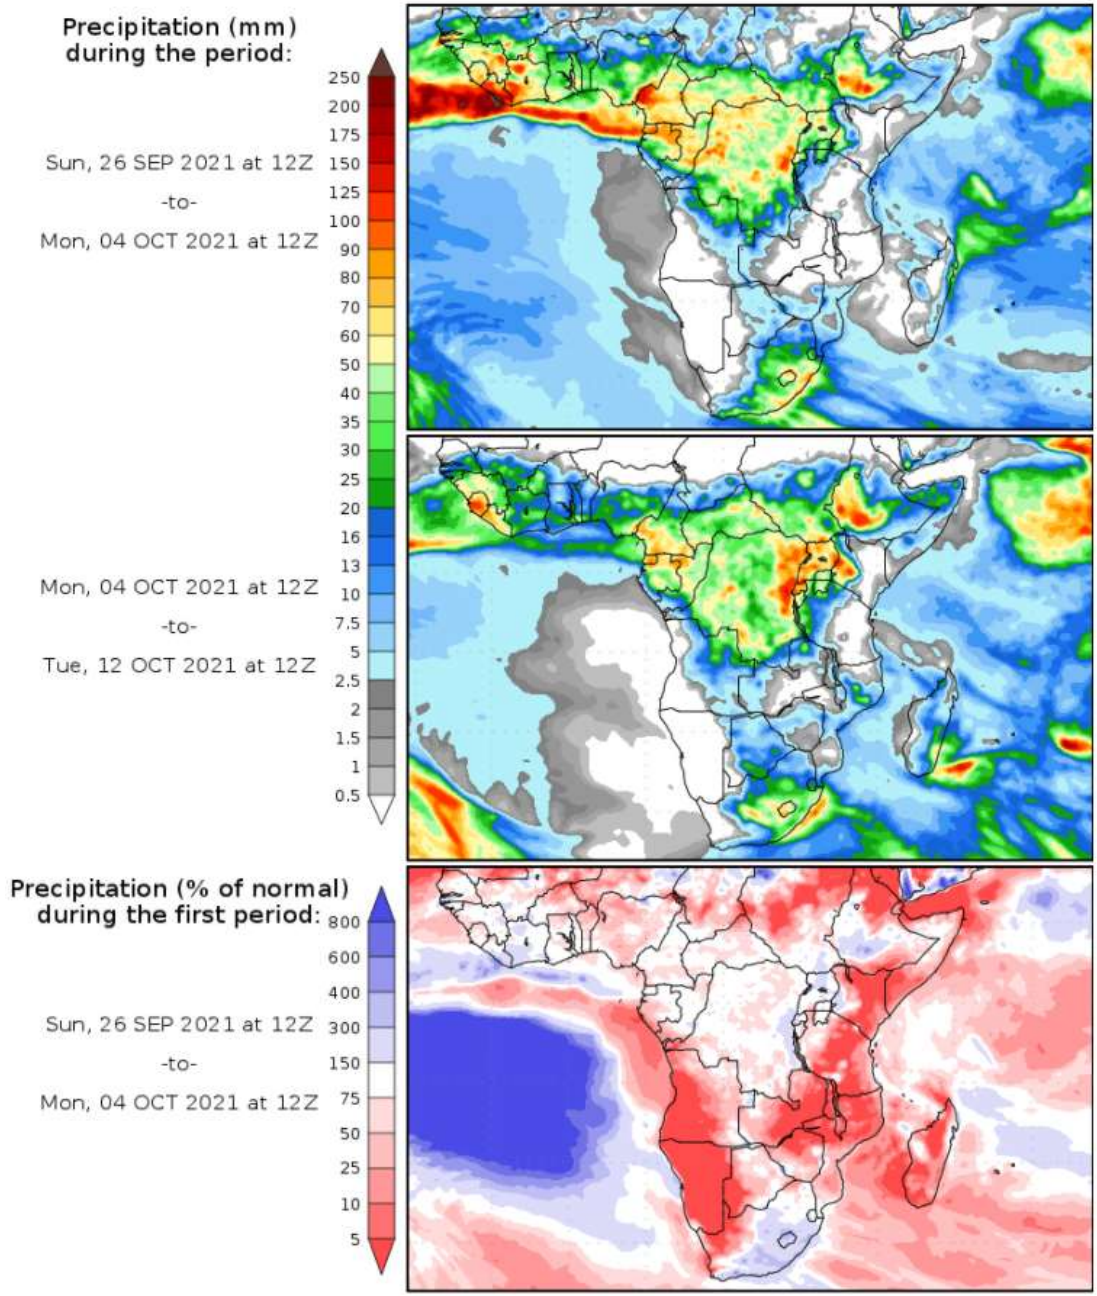 Precipitation (mm)
during the period:
250
200
175
Sun, 26 SEP 2021 at 12Z
150
125
-to-
100
Mon, 04 OCT 2021 at 12Z
90
80
70
60
50
40
35
30
25
20
16
13
Mon, 04 OCT 2021 at 12Z
10
-to-
7.5
5
Tue, 12 OCT 2021 at 12Z
2.5
2
1.5
1
0.5
Precipitation (% of normal)
during the first period:
800
600
400
Sun, 26 SEP 2021 at 12Z
300
-to-
150
Mon, 04 OCT 2021 at 12Z
75
50
25
10
5